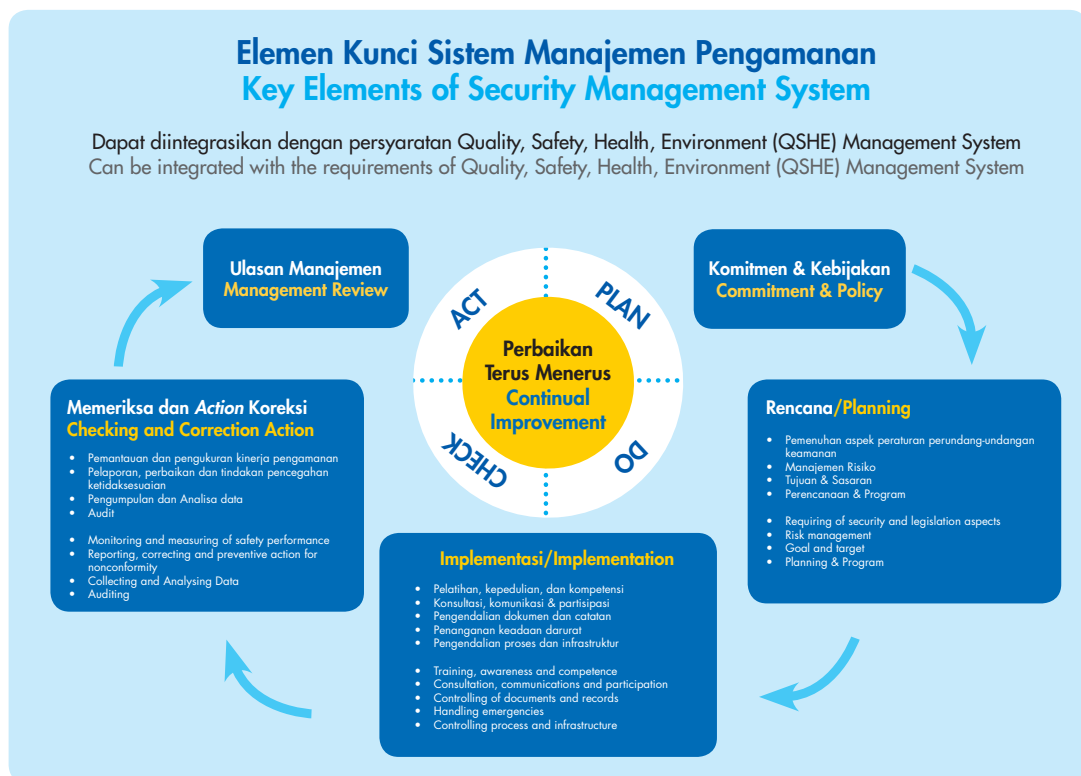 Elemen Kunci Sistem Manajemen Pengamanan
Key Elements of Security Management System
Dapat diintegrasikan dengan persyaratan Quality, Safety, Health, Environment (QSHE) Management System
Can be integrated with the requirements of Quality, Safety, Health, Environment (QSHE) Management System
Ulasan Manajemen
Management Review
ACT
PLAN
Komitmen & Kebijakan
Commitment & Policy
Perbaikan
Terus Menerus
Continual
Improvement
CHECK
DO
Memeriksa dan Action Koreksi
Checking and Correction Action
• Pemantauan dan pengukuran kinerja pengamanan
• Pelaporan, perbaikan dan tindakan pencegahan
ketidaksesuaian
• Pengumpulan dan Analisa data
• Audit
• Monitoring and measuring of safety performance
• Reporting, correcting and preventive action for
nonconformity
• Collecting and Analysing Data
• Auditing
Rencana/Planning
• Pemenuhan aspek peraturan perundang-undangan
keamanan
• Manajemen Risiko
• Tujuan & Sasaran
• Perencanaan & Program
• Requiring of security and legislation aspects
• Risk management
• Goal and target
• Planning & Program
Implementasi/Implementation
• Pelatihan, kepedulian, dan kompetensi
• Konsultasi, komunikasi & partisipasi
• Pengendalian dokumen dan catatan
• Penanganan keadaan darurat
• Pengendalian proses dan infrastruktur
• Training, awareness and competence
• Consultation, communications and participation
• Controlling of documents and records
• Handling emergencies
• Controlling process and infrastructure